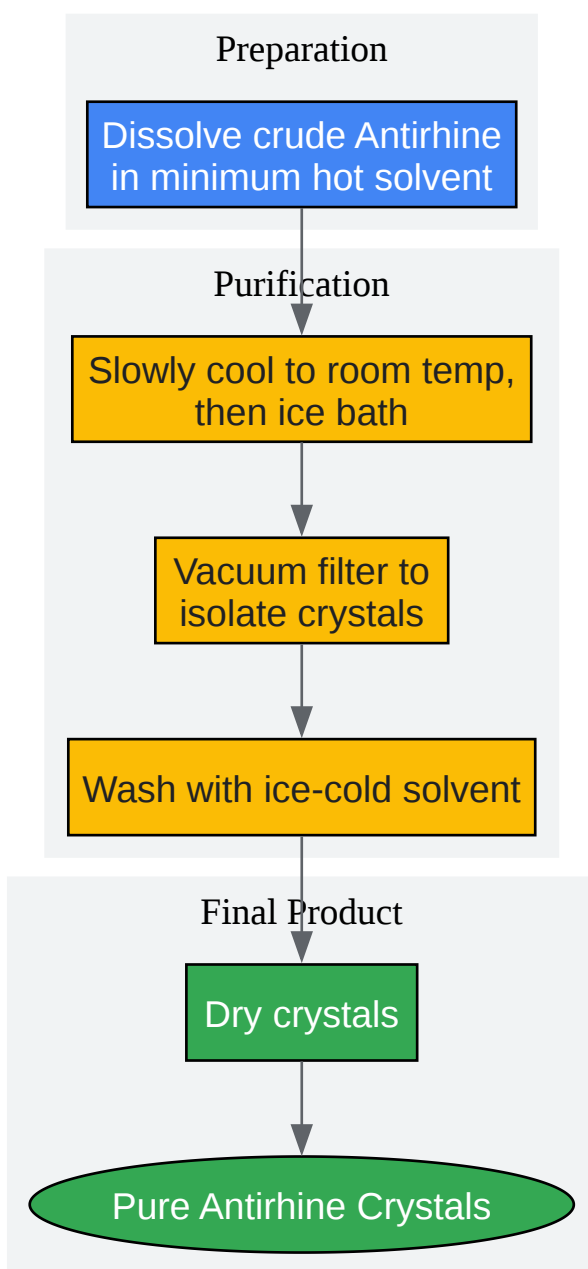 Preparation
Dissolve crude Antirhine
in minimum hot solvent
Purification
Slowly cool to room temp,
then ice bath
Vacuum filter to
isolate crystals
Wash with ice-cold solvent
Final Product
Dry crystals
Pure Antirhine Crystals